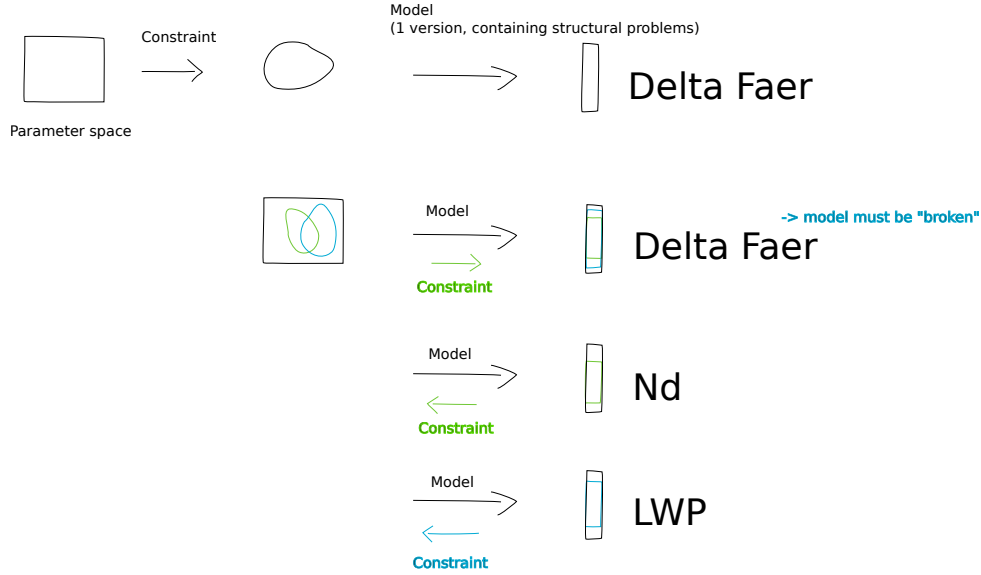 Model
(1 version, containing structural problems)
Constraint
Delta Faer
Parameter space
Model
-> model must be "broken"
Delta Faer
Constraint
Model
Nd
Constraint
Model
LWP
Constraint